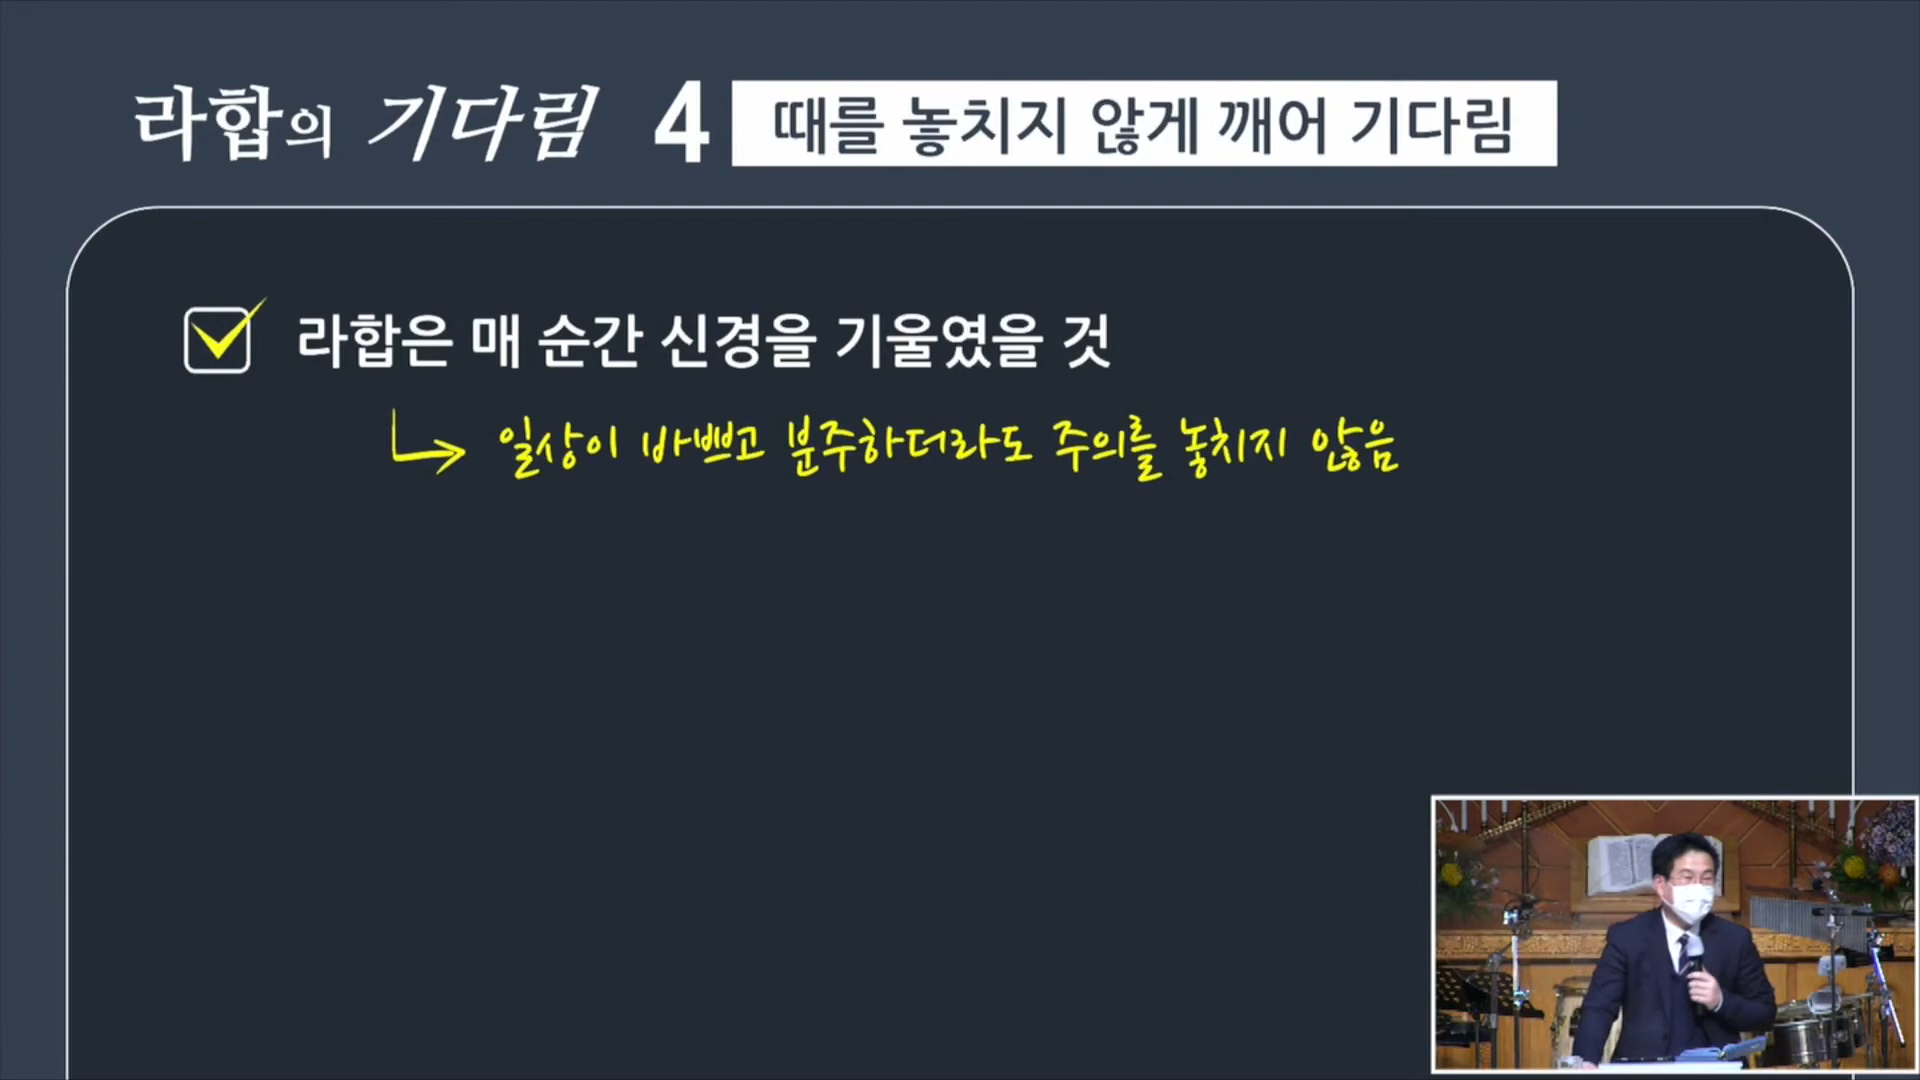 라합의 기다림 4 때를 놓치지 않게 깨어 기다림
라합은 매 순간 신경을 기울였을 것
일상이 바쁘고 분주하더라도 주의를 놓치지 않음